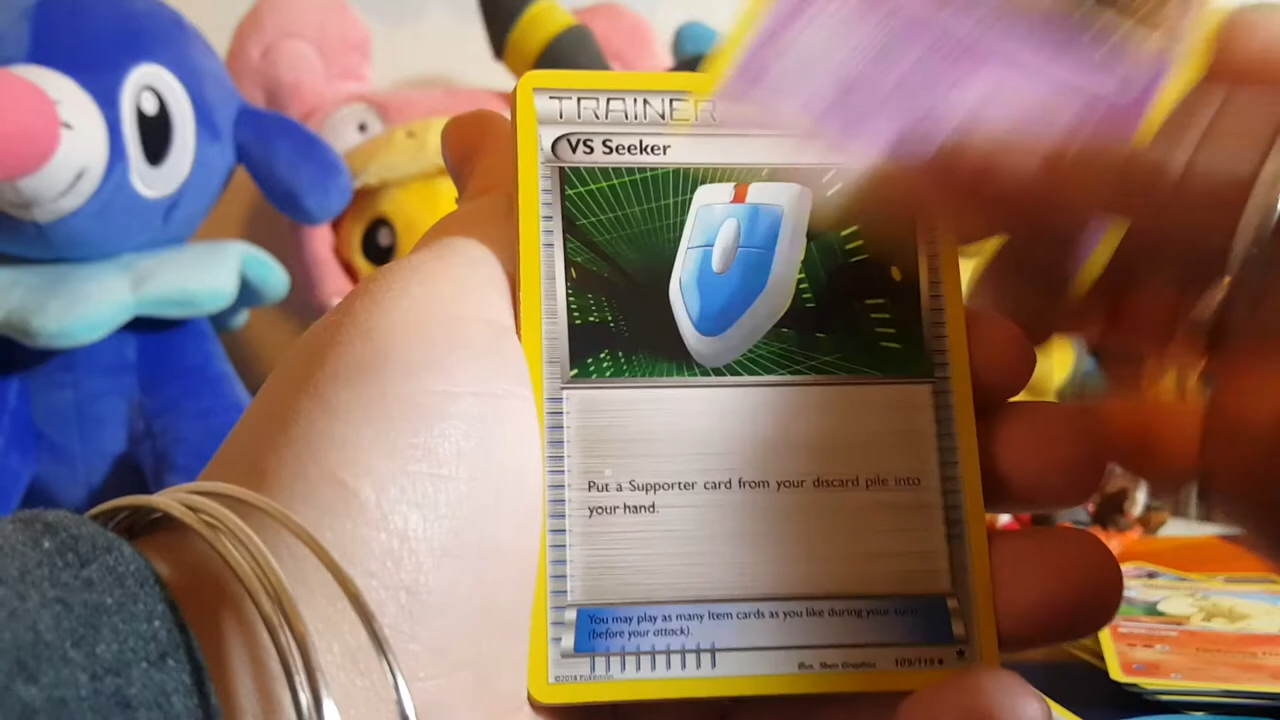 TRAINER
VS Seeker
Put a Supporter card from your discard pile into
your hand.
You may play as many Item cards as you like during your turn
(before your attack).
Illus. Shin Graphics 109/119
©2014 Pokémon